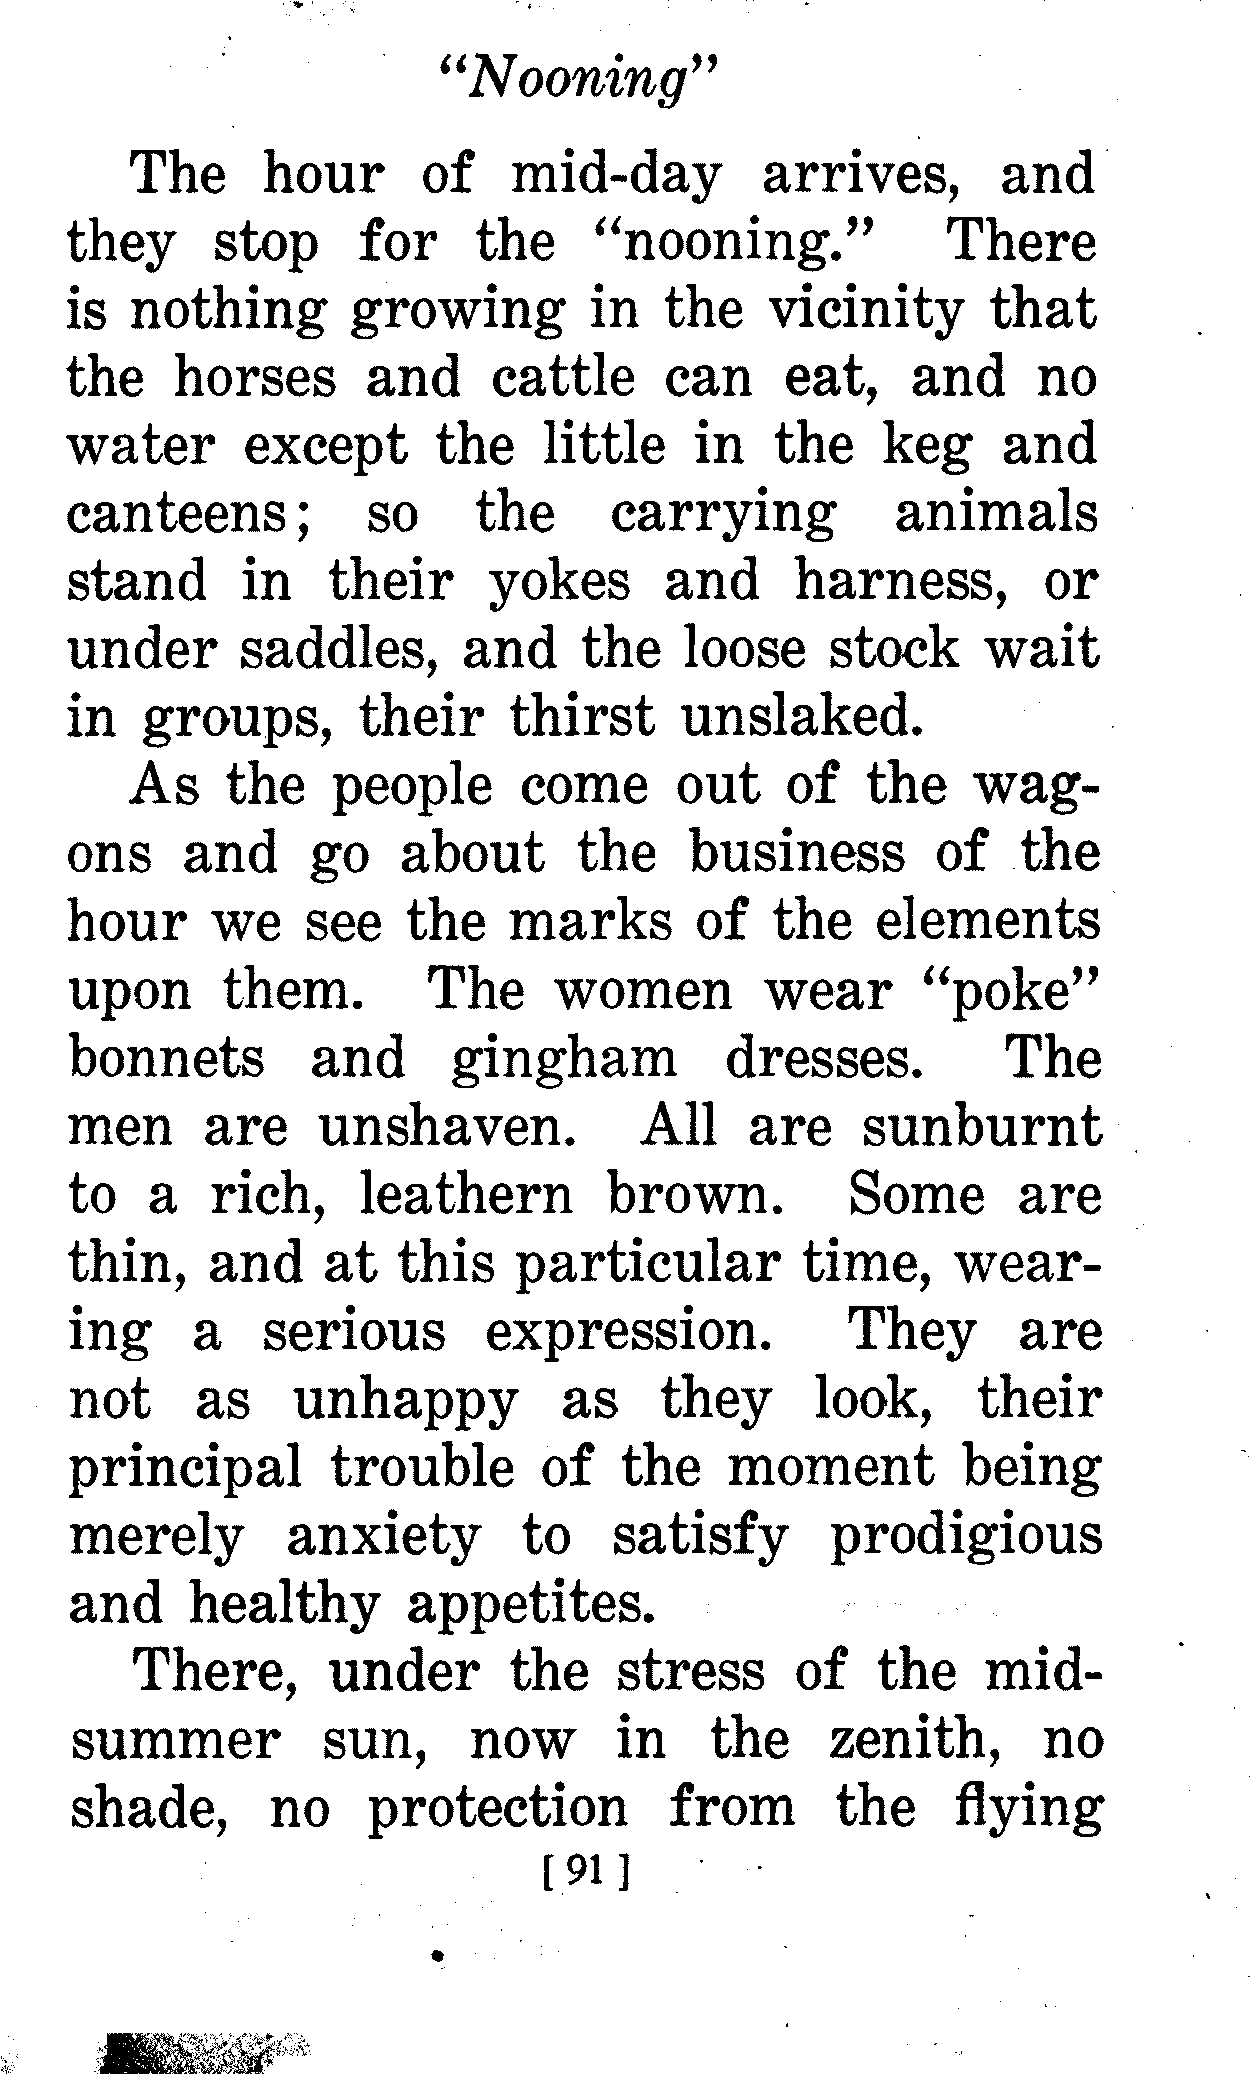 "Nooning"
The hour of mid-day arrives, and
they stop for the "nooning." There
is nothing growing in the vicinity that
the horses and cattle can eat, and no
water except the little in the keg and
canteens; so the carrying animals
stand in their yokes and harness, or
under saddles, and the loose stock wait
in groups, their thirst unslaked.
As the people come out of the wag-
ons and go about the business of the
hour we see the marks of the elements
upon them. The women wear "poke"
bonnets and gingham dresses. The
men are unshaven. All are sunburnt
to a rich, leathern brown. Some are
thin, and at this particular time, wear-
ing a serious expression. They are
not as unhappy as they look, their
principal trouble of the moment being
merely anxiety to satisfy prodigious
and healthy appetites.
There, under the stress of the mid-
summer sun, now in the zenith, no
shade, no protection from the flying
[ 91 ]